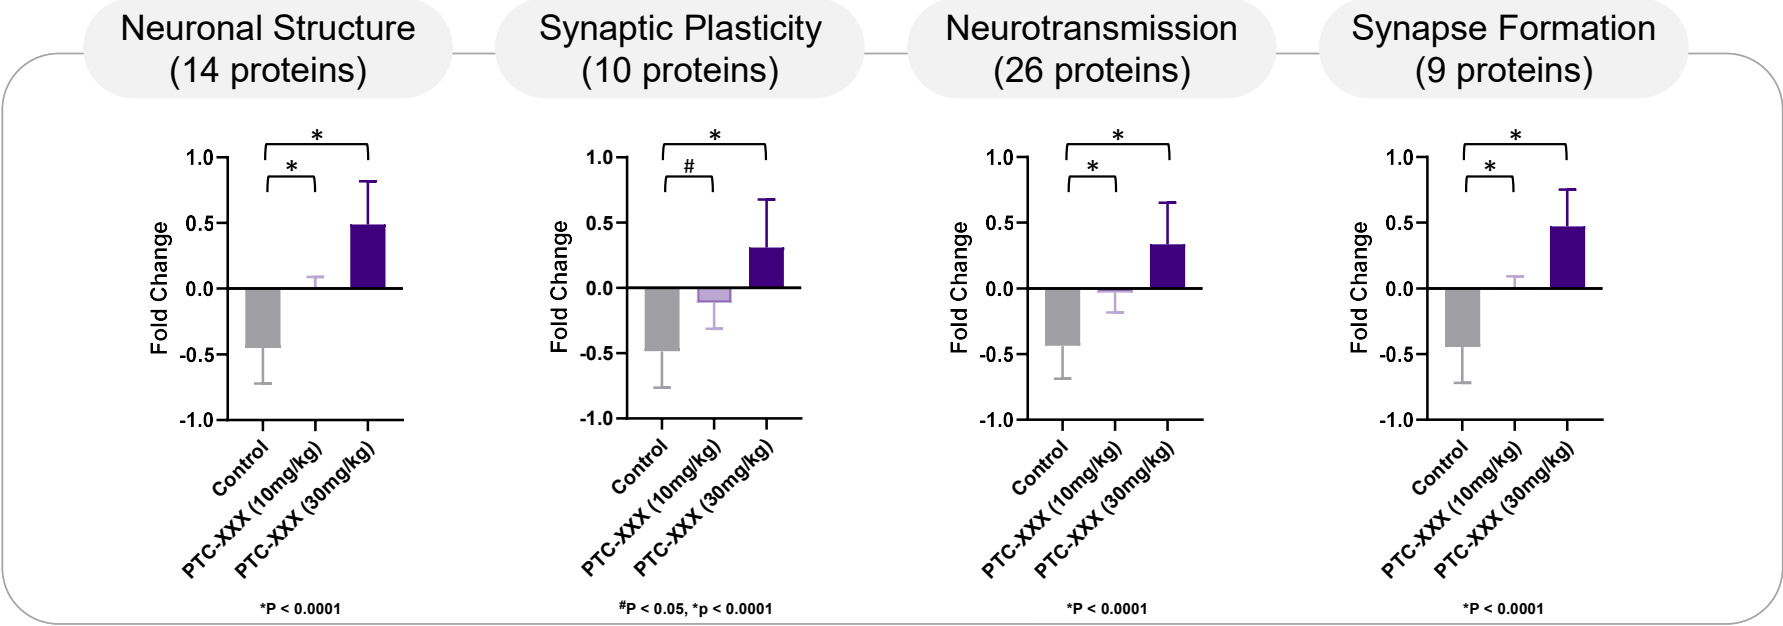 Neuronal Structure
(14 proteins)
Synaptic Plasticity
(10 proteins)
Neurotransmission
(26 proteins)
Synapse Formation
(9 proteins)
*
*
1.0
0.5
0.0
-0.5
-1.0
Fold Change
Control
PTC-XXX (10mg/kg)
PTC-XXX (30mg/kg)
*P < 0.0001
*
#
1.0
0.5
0.0
-0.5
-1.0
Fold Change
Control
PTC-XXX (10mg/kg)
PTC-XXX (30mg/kg)
#P < 0.05, *p < 0.0001
*
*
1.0
0.5
0.0
-0.5
-1.0
Fold Change
Control
PTC-XXX (10mg/kg)
PTC-XXX (30mg/kg)
*P < 0.0001
*
*
1.0
0.5
0.0
-0.5
-1.0
Fold Change
Control
PTC-XXX (10mg/kg)
PTC-XXX (30mg/kg)
*P < 0.0001